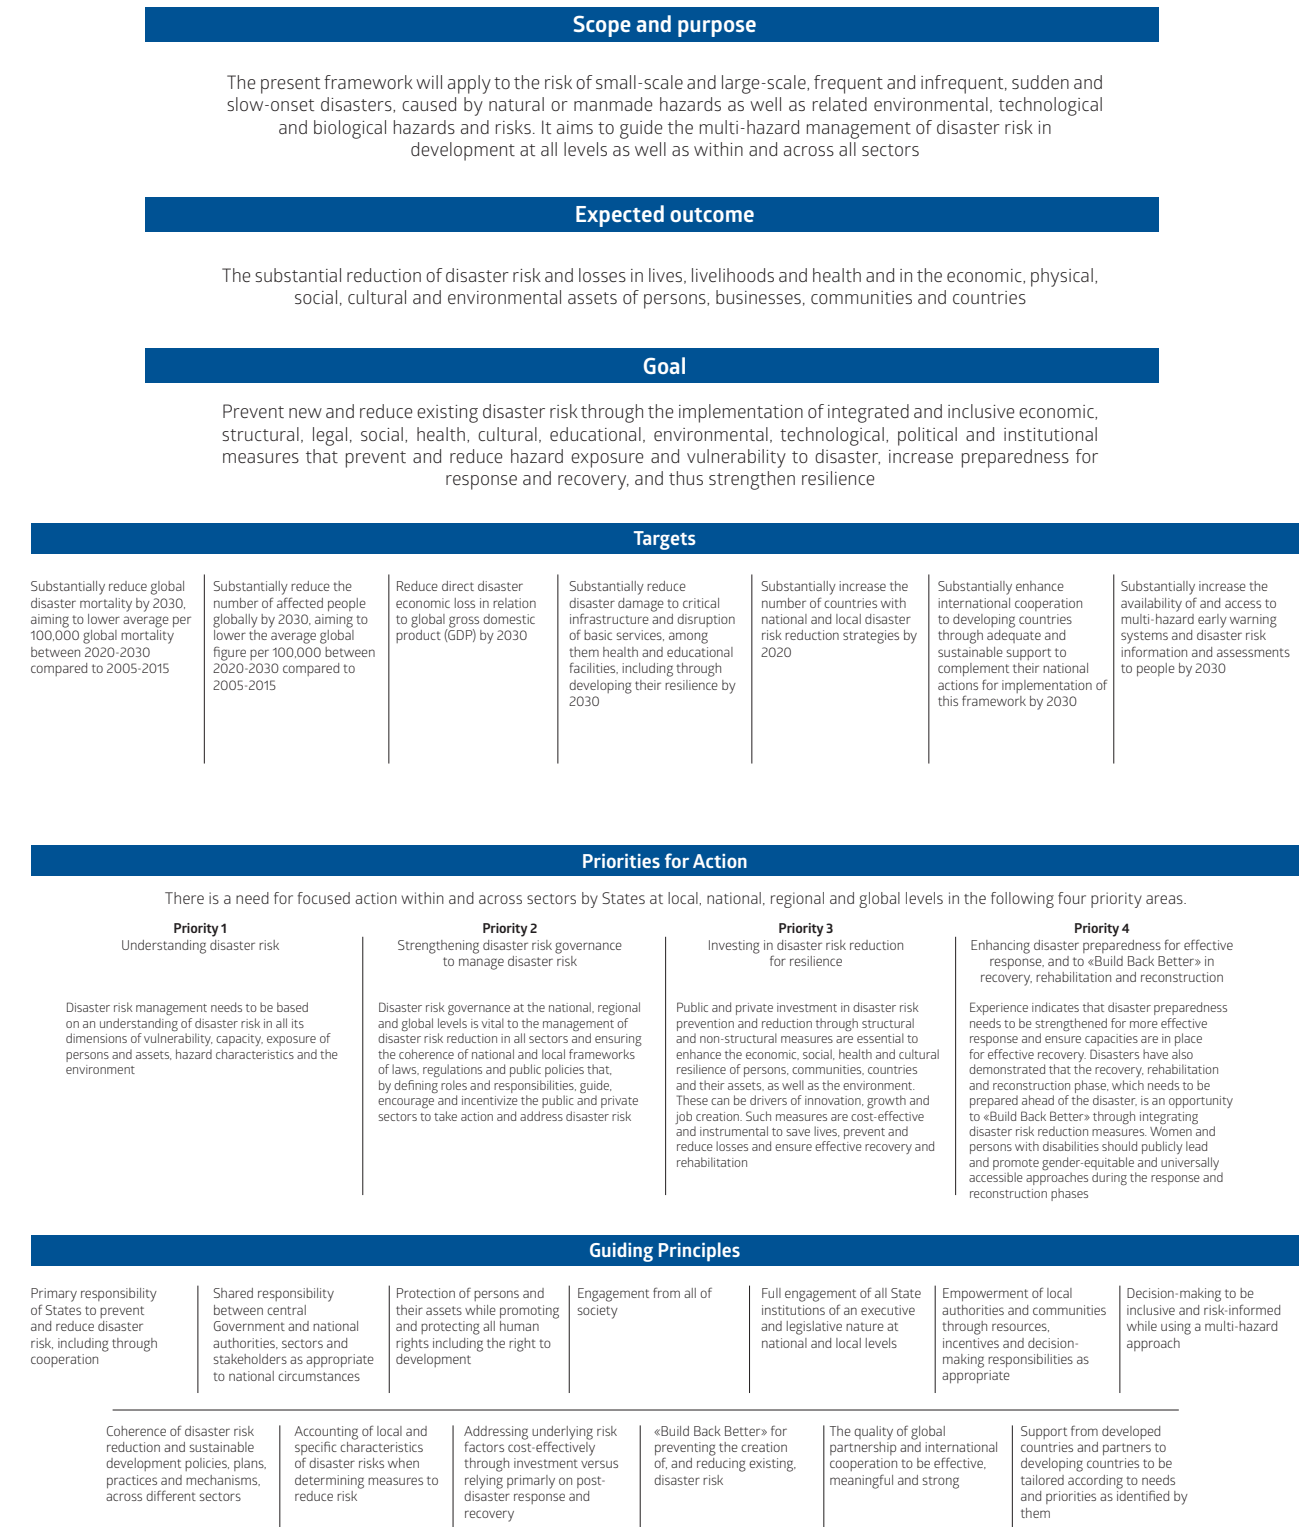 Scope and purpose
The present framework will apply to the risk of small-scale and large-scale, frequent and infrequent, sudden and
slow-onset disasters, caused by natural or manmade hazards as well as related environmental, technological
and biological hazards and risks. It aims to guide the multi-hazard management of disaster risk in
development at all levels as well as within and across all sectors
Expected outcome
The substantial reduction of disaster risk and losses in lives, livelihoods and health and in the economic, physical,
social, cultural and environmental assets of persons, businesses, communities and countries
Goal
Prevent new and reduce existing disaster risk through the implementation of integrated and inclusive economic,
structural, legal, social, health, cultural, educational, environmental, technological, political and institutional
measures that prevent and reduce hazard exposure and vulnerability to disaster, increase preparedness for
response and recovery, and thus strengthen resilience
Targets
Substantially reduce global
disaster mortality by 2030,
aiming to lower average per
100,000 global mortality
between 2020-2030
compared to 2005-2015
Substantially reduce the
number of affected people
globally by 2030, aiming to
lower the average global
figure per 100,000 between
2020-2030 compared to
2005-2015
Reduce direct disaster
economic loss in relation
to global gross domestic
product (GDP) by 2030
Substantially reduce
disaster damage to critical
infrastructure and disruption
of basic services, among
them health and educational
facilities, including through
developing their resilience by
2030
Substantially increase the
number of countries with
national and local disaster
risk reduction strategies by
2020
Substantially enhance
international cooperation
to developing countries
through adequate and
sustainable support to
complement their national
actions for implementation of
this framework by 2030
Substantially increase the
availability of and access to
multi-hazard early warning
systems and disaster risk
information and assessments
to people by 2030
Priorities for Action
There is a need for focused action within and across sectors by States at local, national, regional and global levels in the following four priority areas.
Priority 1
Understanding disaster risk
Disaster risk management needs to be based
on an understanding of disaster risk in all its
dimensions of vulnerability, capacity, exposure of
persons and assets, hazard characteristics and the
environment
Priority 2
Strengthening disaster risk governance
to manage disaster risk
Disaster risk governance at the national, regional
and global levels is vital to the management of
disaster risk reduction in all sectors and ensuring
the coherence of national and local frameworks
of laws, regulations and public policies that,
by defining roles and responsibilities, guide,
encourage and incentivize the public and private
sectors to take action and address disaster risk
Priority 3
Investing in disaster risk reduction
for resilience
Public and private investment in disaster risk
prevention and reduction through structural
and non-structural measures are essential to
enhance the economic, social, health and cultural
resilience of persons, communities, countries
and their assets, as well as the environment.
These can be drivers of innovation, growth and
job creation. Such measures are cost-effective
and instrumental to save lives, prevent and
reduce losses and ensure effective recovery and
rehabilitation
Priority 4
Enhancing disaster preparedness for effective
response, and to «Build Back Better» in
recovery, rehabilitation and reconstruction
Experience indicates that disaster preparedness
needs to be strengthened for more effective
response and ensure capacities are in place
for effective recovery. Disasters have also
demonstrated that the recovery, rehabilitation
and reconstruction phase, which needs to be
prepared ahead of the disaster, is an opportunity
to «Build Back Better» through integrating
disaster risk reduction measures. Women and
persons with disabilities should publicly lead
and promote gender-equitable and universally
accessible approaches during the response and
reconstruction phases
Guiding Principles
Primary responsibility
of States to prevent
and reduce disaster
risk, including through
cooperation
Shared responsibility
between central
Government and national
authorities, sectors and
stakeholders as appropriate
to national circumstances
Protection of persons and
their assets while promoting
and protecting all human
rights including the right to
development
Engagement from all of
society
Full engagement of all State
institutions of an executive
and legislative nature at
national and local levels
Empowerment of local
authorities and communities
through resources,
incentives and decision-
making responsibilities as
appropriate
Decision-making to be
inclusive and risk-informed
while using a multi-hazard
approach
Coherence of disaster risk
reduction and sustainable
development policies, plans,
practices and mechanisms,
across different sectors
Accounting of local and
specific characteristics
of disaster risks when
determining measures to
reduce risk
Addressing underlying risk
factors cost-effectively
through investment versus
relying primarly on post-
disaster response and
recovery
«Build Back Better» for
preventing the creation
of, and reducing existing,
disaster risk
The quality of global
partnership and international
cooperation to be effective,
meaningful and strong
Support from developed
countries and partners to
developing countries to be
tailored according to needs
and priorities as identified by
them